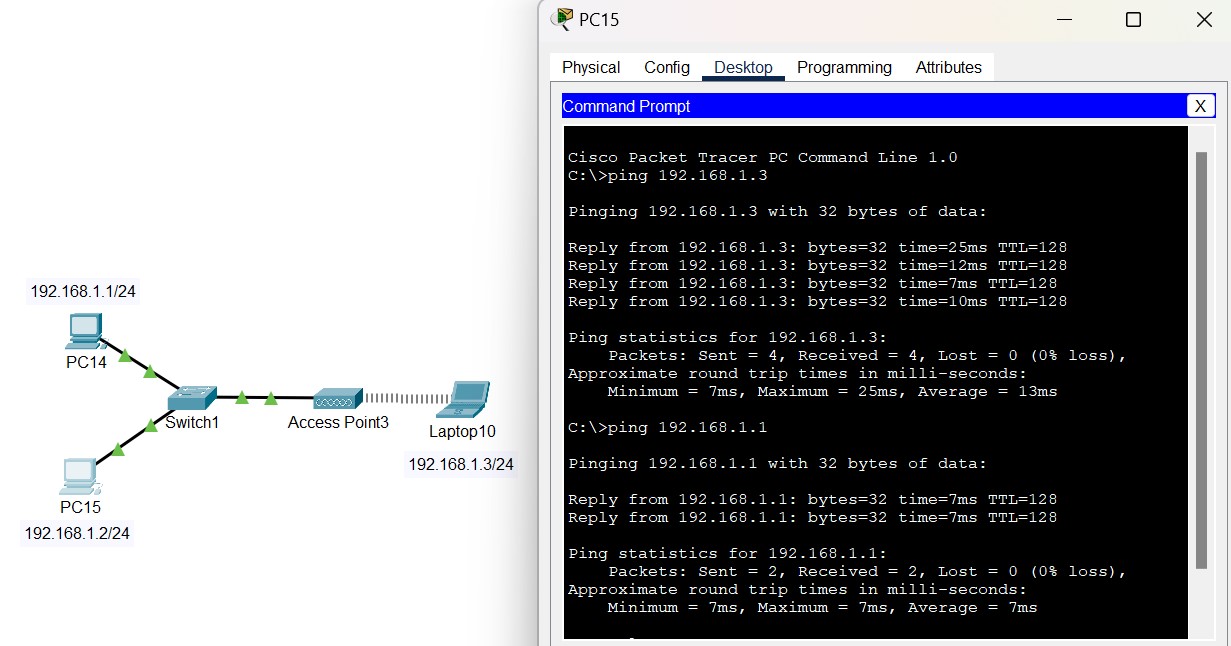 192.168.1.1/24
PC14
Switch1
Access Point3
Laptop10
192.168.1.3/24
PC15
192.168.1.2/24
PC15
Physical Config Desktop Programming Attributes
Command Prompt X
Cisco Packet Tracer PC Command Line 1.0
C:\>ping 192.168.1.3
Pinging 192.168.1.3 with 32 bytes of data:
Reply from 192.168.1.3: bytes=32 time=25ms TTL=128
Reply from 192.168.1.3: bytes=32 time=12ms TTL=128
Reply from 192.168.1.3: bytes=32 time=7ms TTL=128
Reply from 192.168.1.3: bytes=32 time=10ms TTL=128
Ping statistics for 192.168.1.3:
Packets: Sent = 4, Received = 4, Lost = 0 (0% loss),
Approximate round trip times in milli-seconds:
Minimum = 7ms, Maximum = 25ms, Average = 13ms
C:\>ping 192.168.1.1
Pinging 192.168.1.1 with 32 bytes of data:
Reply from 192.168.1.1: bytes=32 time=7ms TTL=128
Reply from 192.168.1.1: bytes=32 time=7ms TTL=128
Ping statistics for 192.168.1.1:
Packets: Sent = 2, Received = 2, Lost = 0 (0% loss),
Approximate round trip times in milli-seconds:
Minimum = 7ms, Maximum = 7ms, Average = 7ms